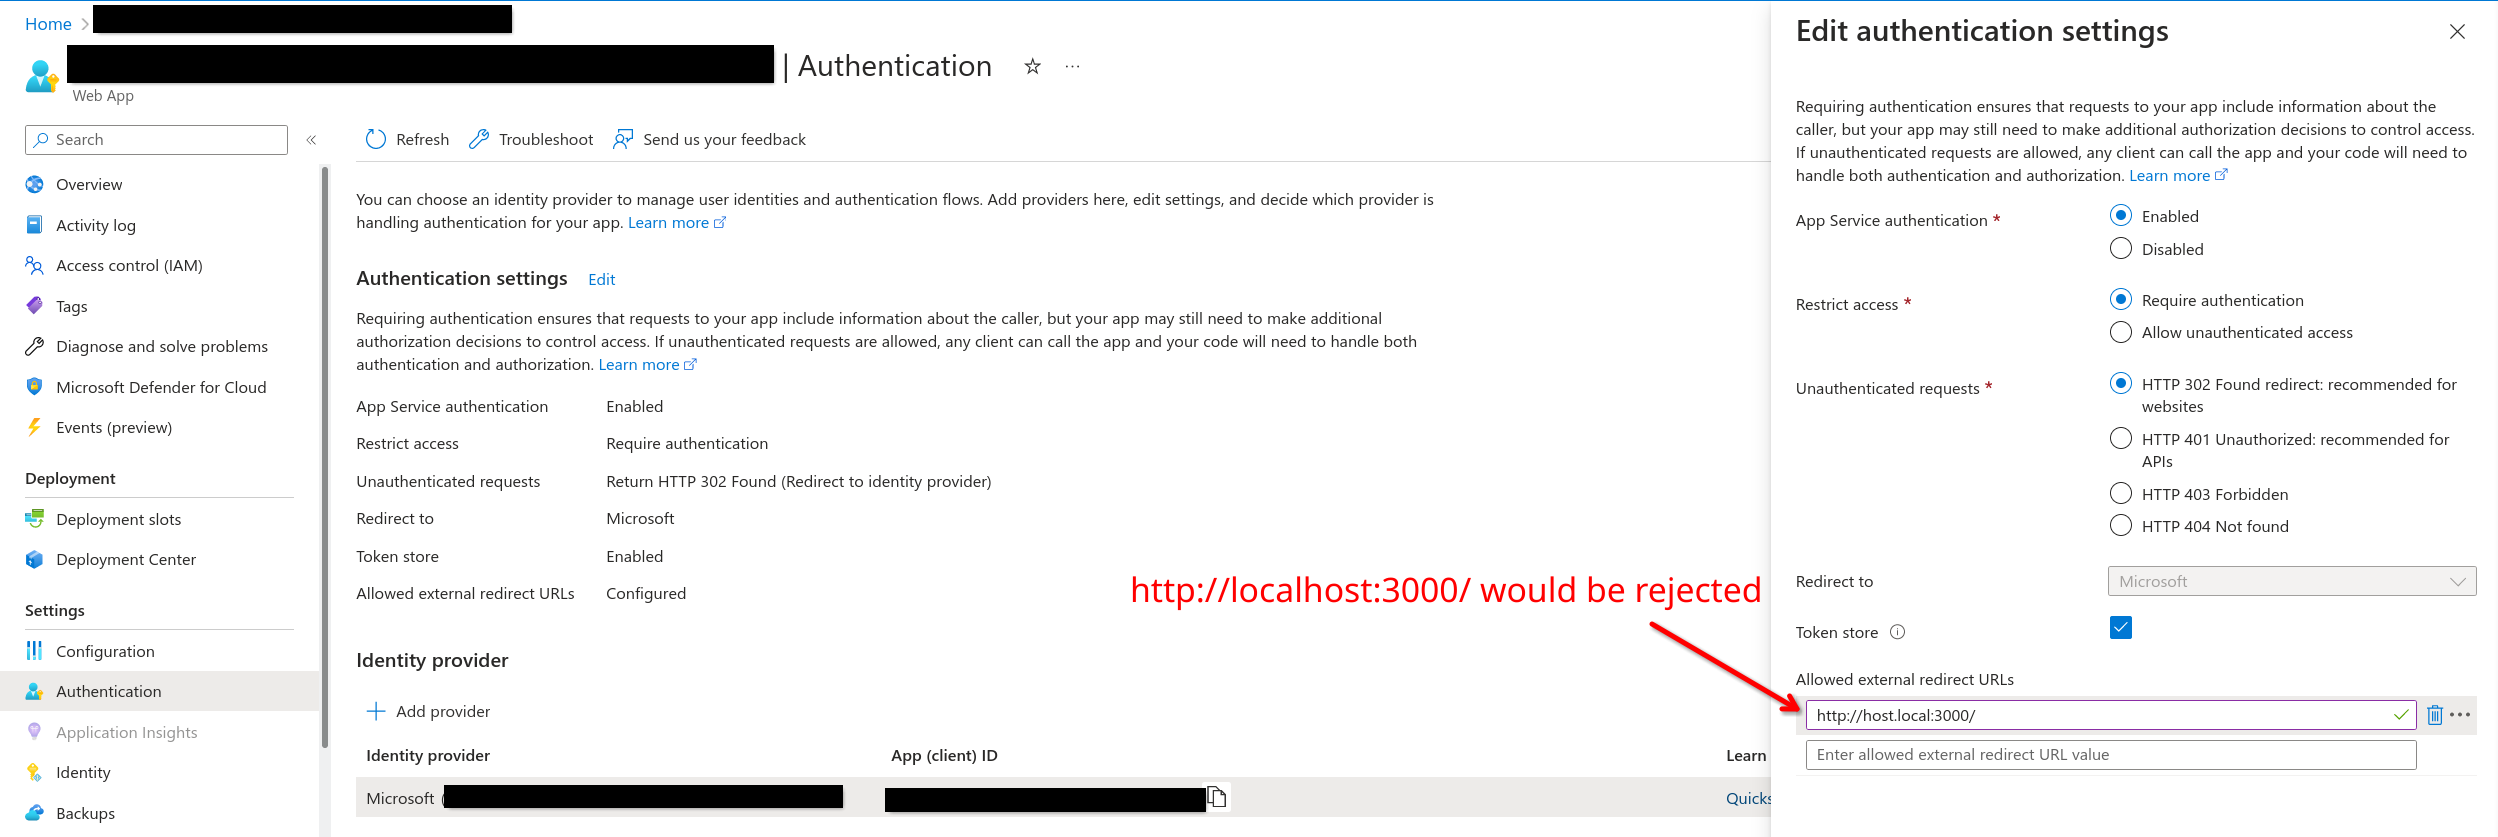 Home >
| Authentication
Web App
Search
«
Overview
Activity log
Access control (IAM)
Tags
Diagnose and solve problems
Microsoft Defender for Cloud
Events (preview)
Deployment
Deployment slots
Deployment Center
Settings
Configuration
Authentication
Application Insights
Identity
Backups
Refresh Troubleshoot Send us your feedback
You can choose an identity provider to manage user identities and authentication flows. Add providers here, edit settings, and decide which provider is
handling authentication for your app. Learn more
Authentication settings Edit
Requiring authentication ensures that requests to your app include information about the caller, but your app may still need to make additional
authorization decisions to control access. If unauthenticated requests are allowed, any client can call the app and your code will need to handle both
authentication and authorization. Learn more
App Service authentication Enabled
Restrict access Require authentication
Unauthenticated requests Return HTTP 302 Found (Redirect to identity provider)
Redirect to Microsoft
Token store Enabled
Allowed external redirect URLs Configured
http://localhost:3000/ would be rejected
Identity provider
Add provider
Identity provider App (client) ID Learn
Microsoft ( Quicks
Edit authentication settings
Requiring authentication ensures that requests to your app include information about the
caller, but your app may still need to make additional authorization decisions to control access.
If unauthenticated requests are allowed, any client can call the app and your code will need to
handle both authentication and authorization. Learn more
App Service authentication * Enabled
Disabled
Restrict access * Require authentication
Allow unauthenticated access
Unauthenticated requests * HTTP 302 Found redirect: recommended for
websites
HTTP 401 Unauthorized: recommended for
APIs
HTTP 403 Forbidden
HTTP 404 Not found
Redirect to Microsoft
Token store
Allowed external redirect URLs
http://host.local:3000/
Enter allowed external redirect URL value